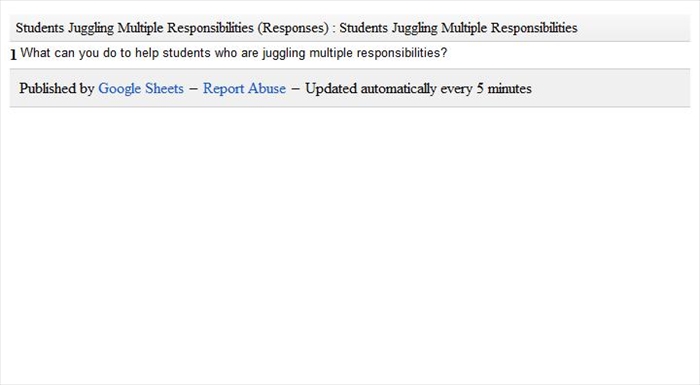 Students Juggling Multiple Responsibilities (Responses) : Students Juggling Multiple Responsibilities
1 What can you do to help students who are juggling multiple responsibilities?
Published by Google Sheets – Report Abuse – Updated automatically every 5 minutes